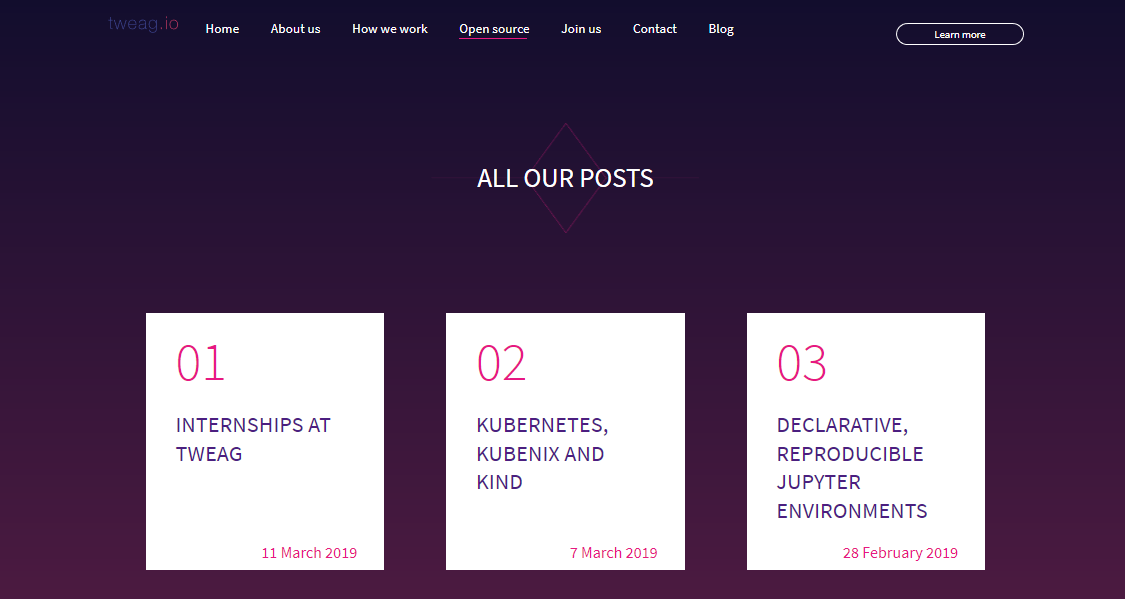 tweag.io Home About us How we work Open source Join us Contact Blog Learn more
ALL OUR POSTS
01
INTERNSHIPS AT
TWEAG
11 March 2019
02
KUBERNETES,
KUBENIX AND
KIND
7 March 2019
03
DECLARATIVE,
REPRODUCIBLE
JUPYTER
ENVIRONMENTS
28 February 2019